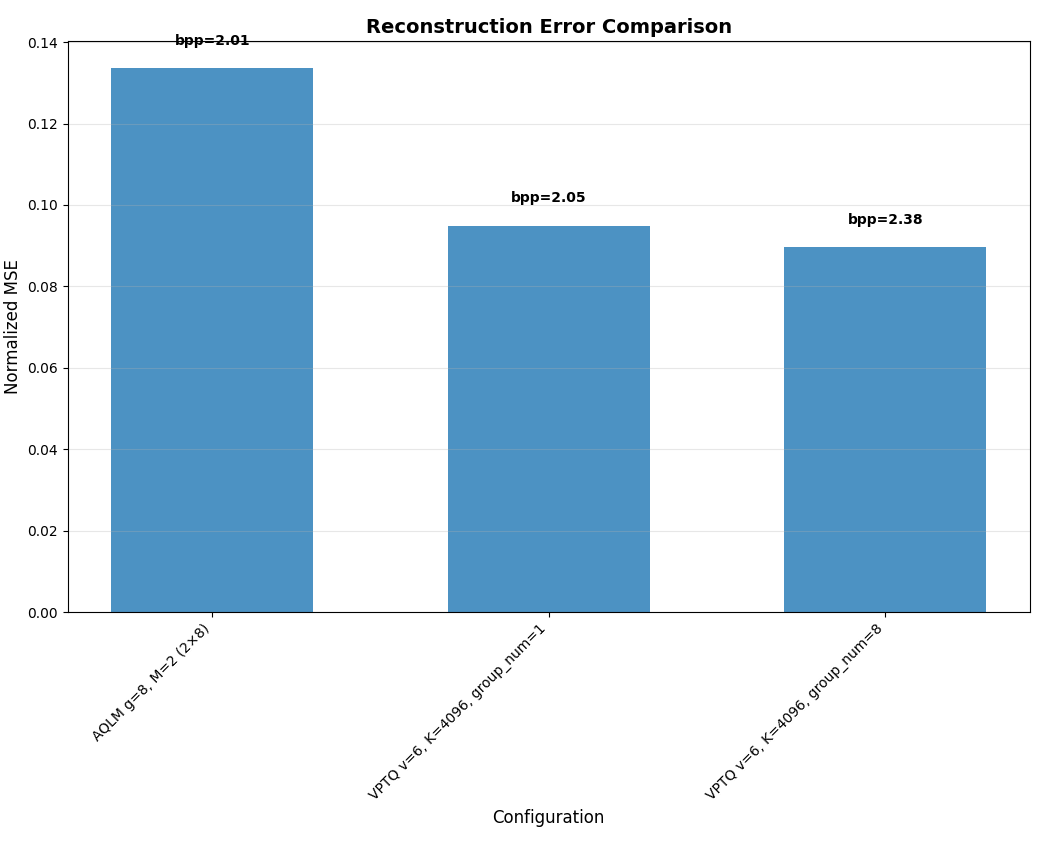 Reconstruction Error Comparison
bpp=2.01
bpp=2.05
bpp=2.38
0.14
0.12
0.10
0.08
0.06
0.04
0.02
0.00
Normalized MSE
AQLM g=8, M=2 (2×8)
VPTQ v=6, K=4096, group_num=1
VPTQ v=6, K=4096, group_num=8
Configuration